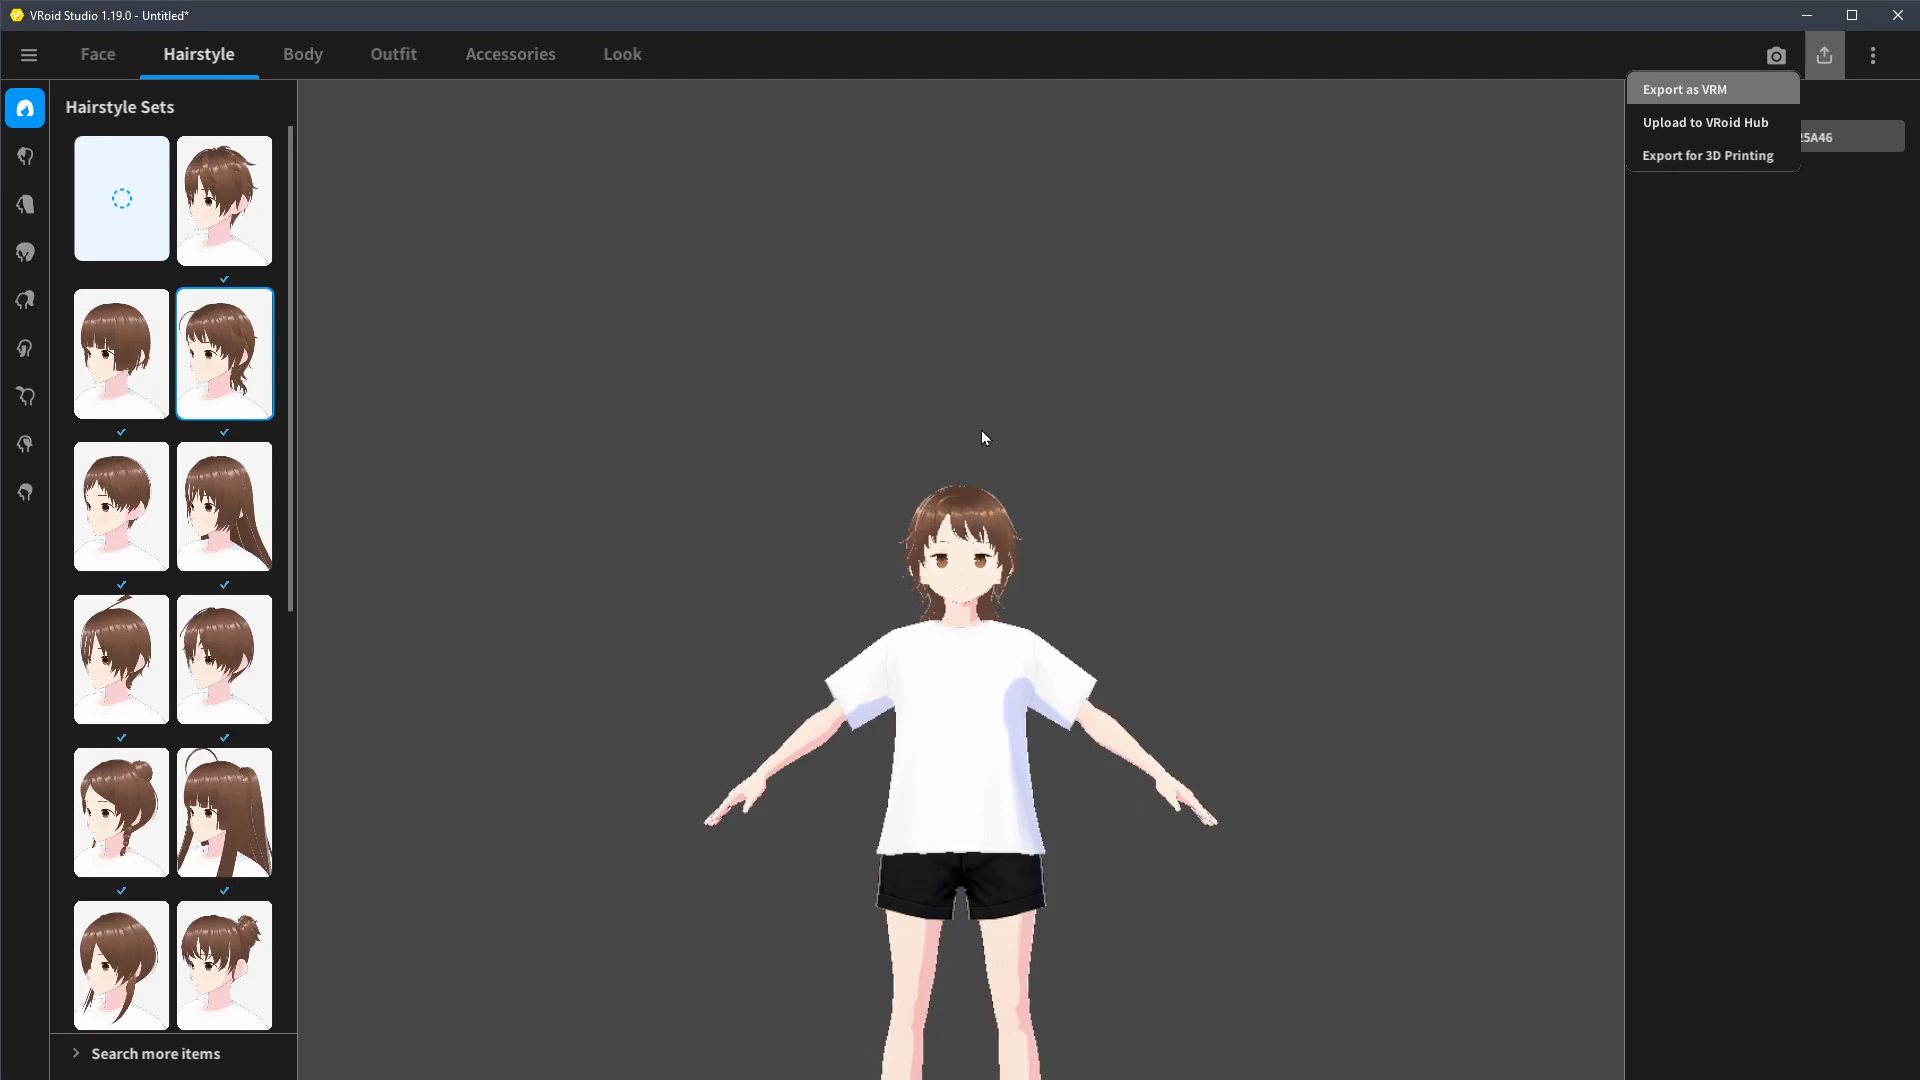 VRoid Studio 1.19.0 - Untitled*
Face
Hairstyle
Body
Outfit
Accessories
Look
Hairstyle Sets
Export as VRM
Upload to VRoid Hub
Export for 3D Printing
5A46
Search more items